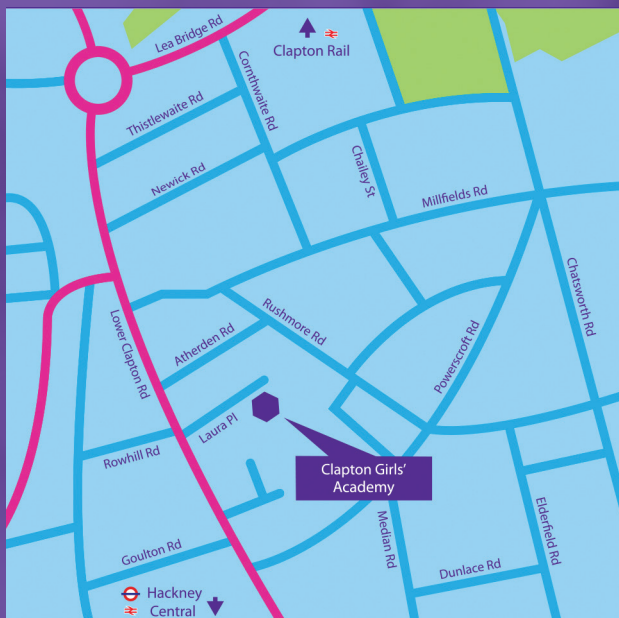 Lea Bridge Rd
Clapton Rail
Cornthwaite Rd
Thistlewaite Rd
Newick Rd
Chailey St
Millfields Rd
Chatsworth Rd
Rushmore Rd
Lower Clapton Rd
Atherden Rd
Powerscroft Rd
Laura Pl
Rowhill Rd
Clapton Girls'
Academy
Median Rd
Elderfield Rd
Goulton Rd
Dunlace Rd
Hackney
Central